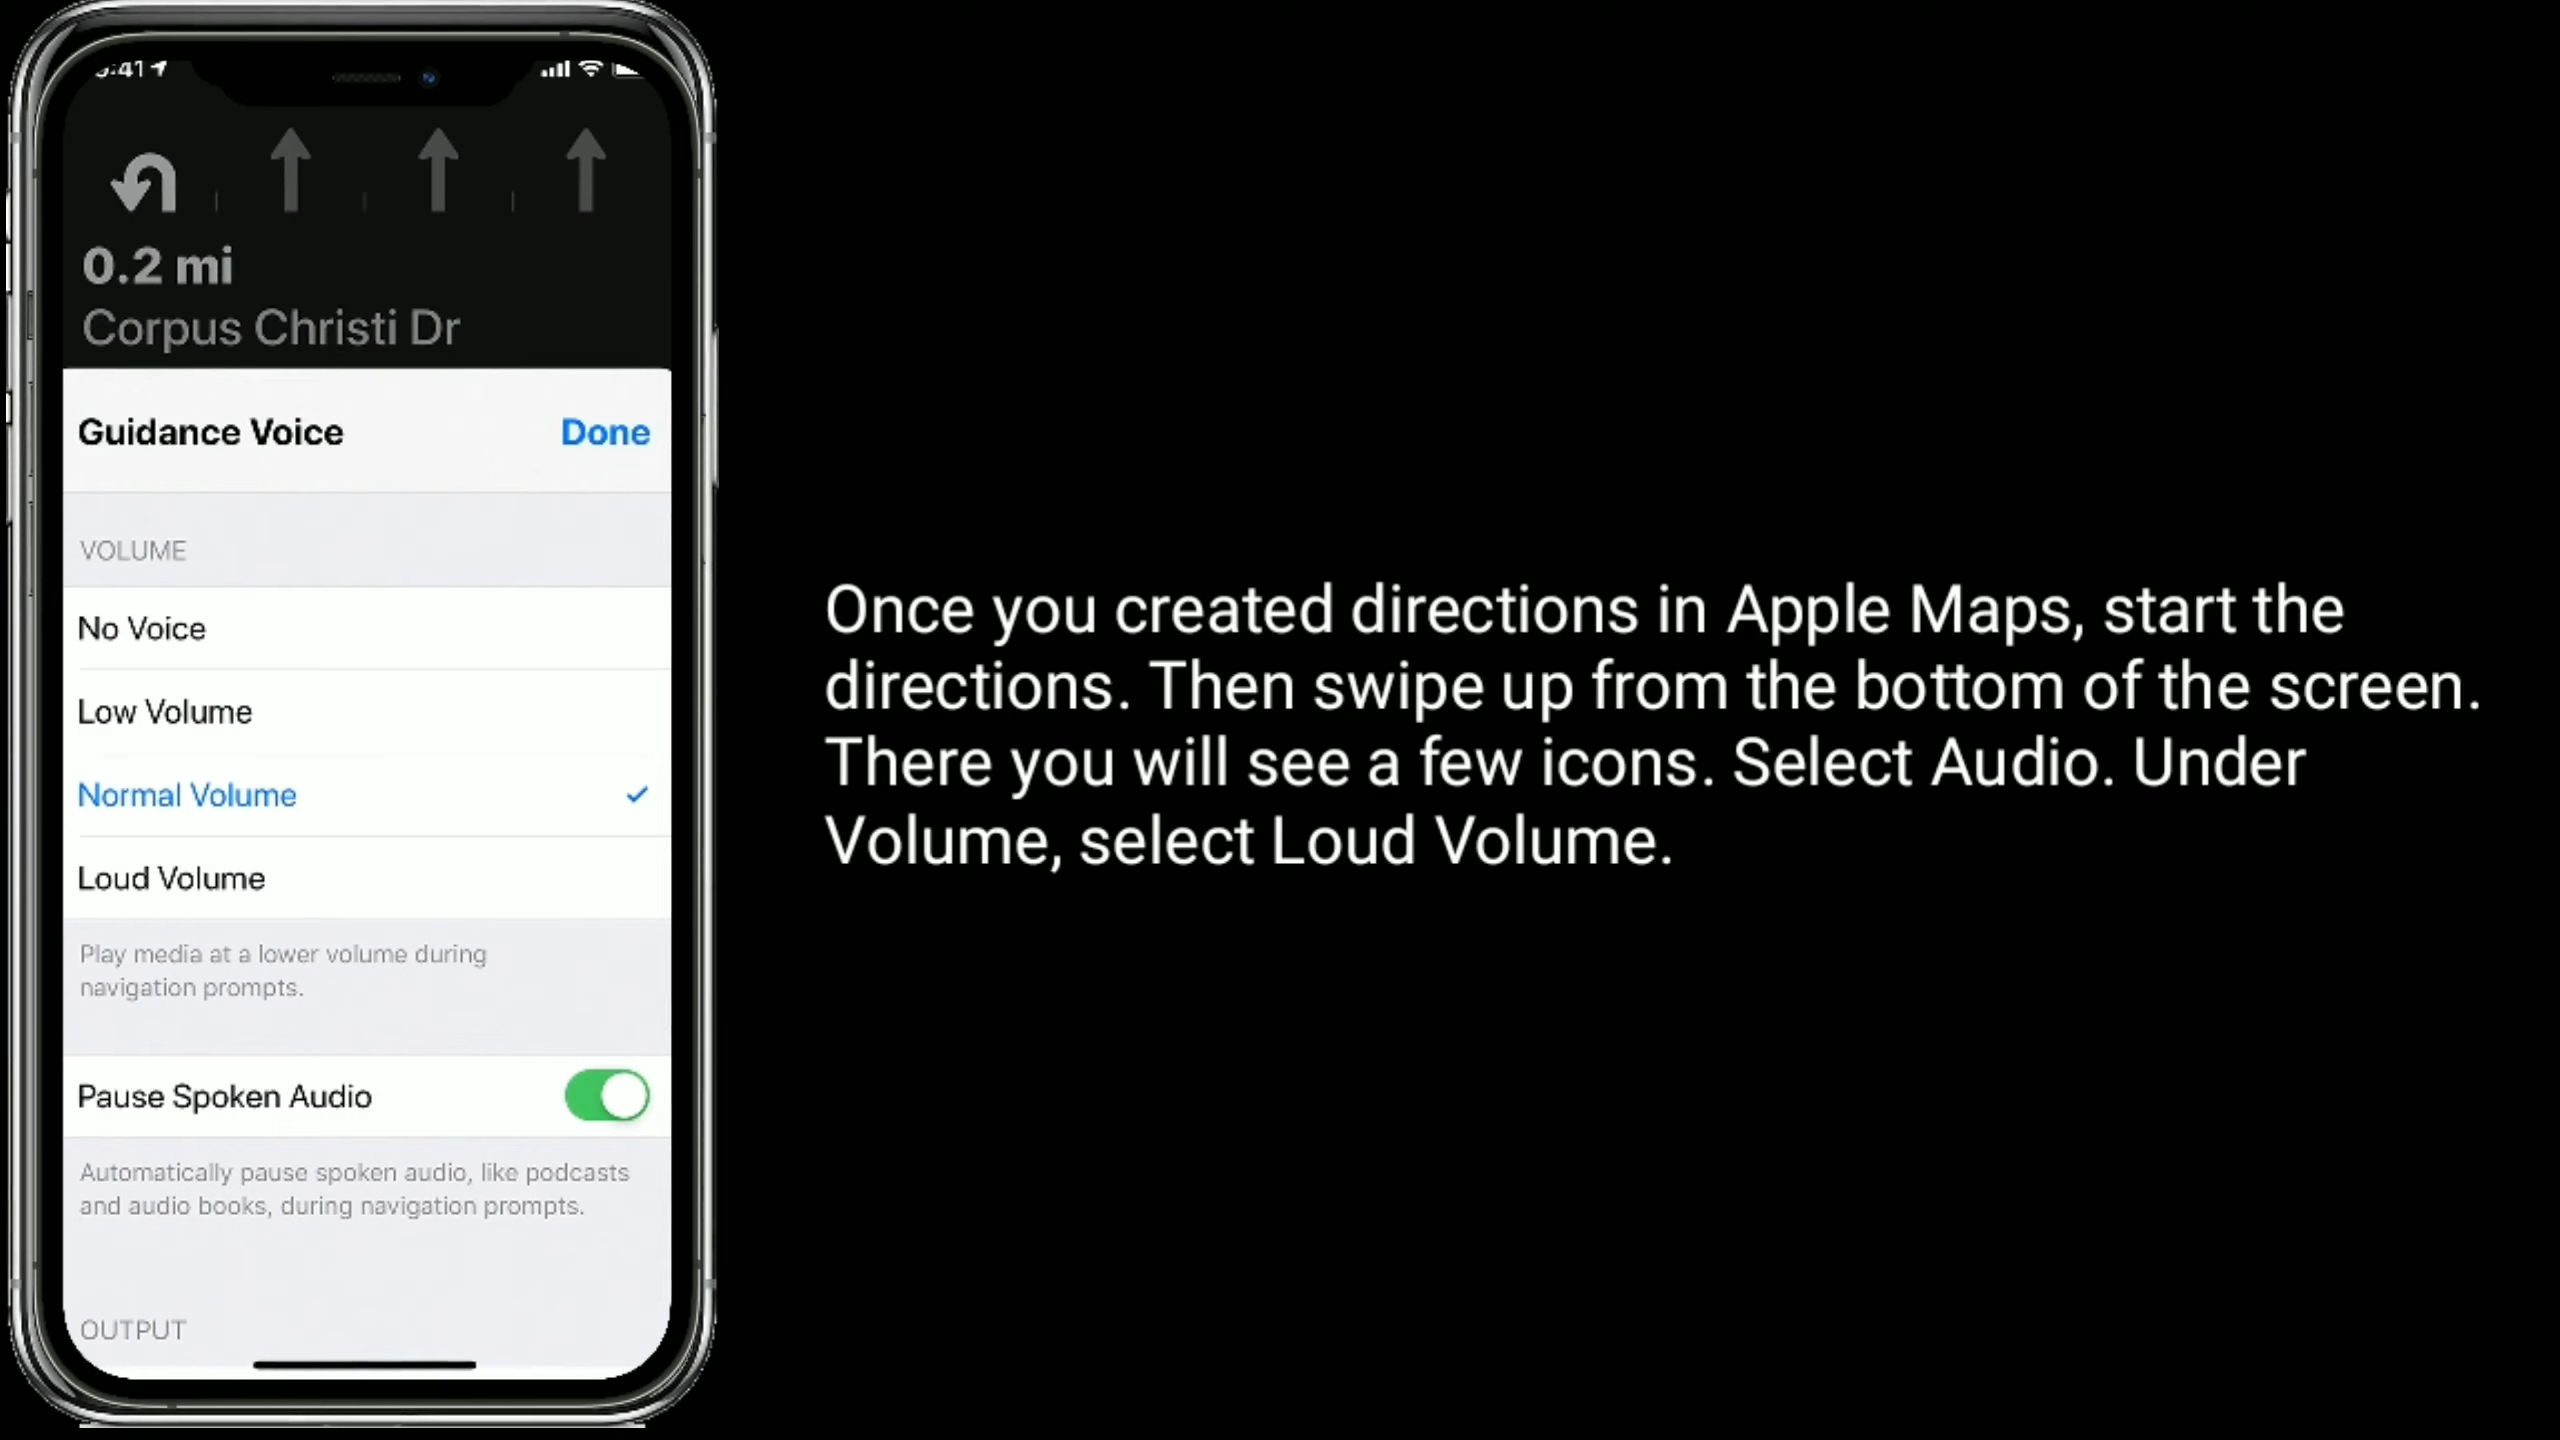 0.2 mi
Corpus Christi Dr
Guidance Voice
Done
VOLUME
No Voice
Low Volume
Normal Volume
Loud Volume
Play media at a lower volume during
navigation prompts.
Pause Spoken Audio
Automatically pause spoken audio, like podcasts
and audio books, during navigation prompts.
OUTPUT
Once you created directions in Apple Maps, start the
directions. Then swipe up from the bottom of the screen.
There you will see a few icons. Select Audio. Under
Volume, select Loud Volume.